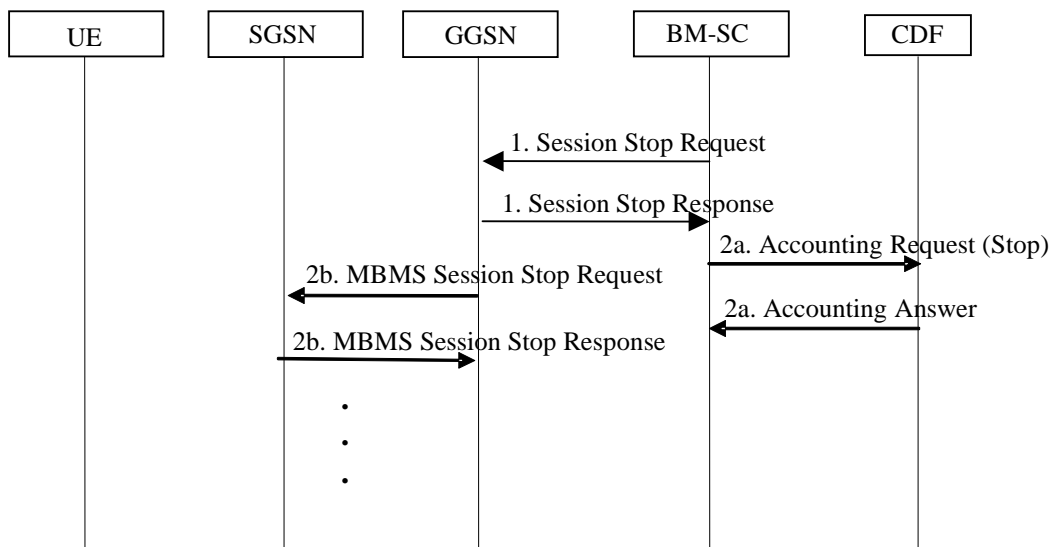 UE
SGSN
GGSN
BM-SC
CDF
1. Session Stop Request
1. Session Stop Response
2a. Accounting Request (Stop)
2b. MBMS Session Stop Request
2a. Accounting Answer
2b. MBMS Session Stop Response